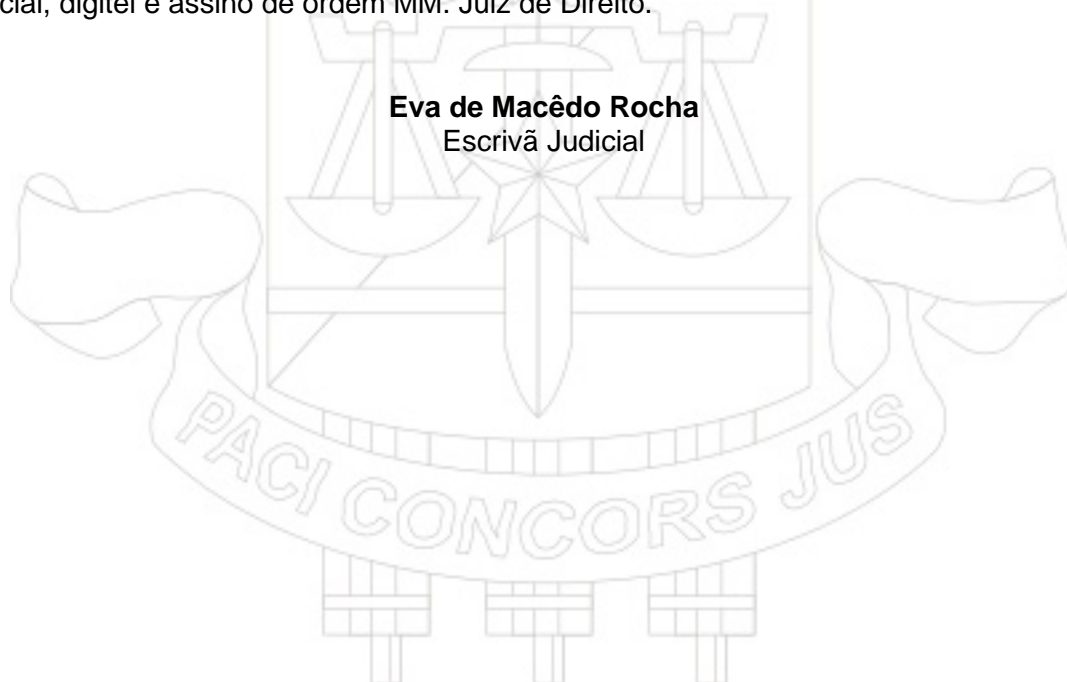 cial, digitei e assino de ordem MM. Juiz de Direito.
Eva de Macêdo Rocha
Escrivã Judicial
PACI CONCORS JUS